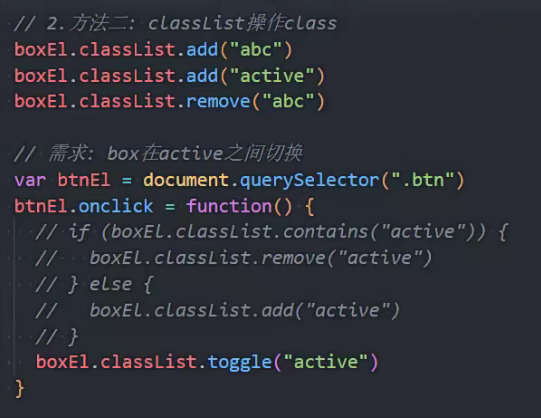 // 2.方法二: classList操作class
boxEl.classList.add("abc")
boxEl.classList.add("active")
boxEl.classList.remove("abc")
// 需求: box在active之间切换
var btnEl = document.querySelector(".btn")
btnEl.onclick = function() {
// if (boxEl.classList.contains("active")) {
//   boxEl.classList.remove("active")
// } else {
//   boxEl.classList.add("active")
// }
boxEl.classList.toggle("active")
}